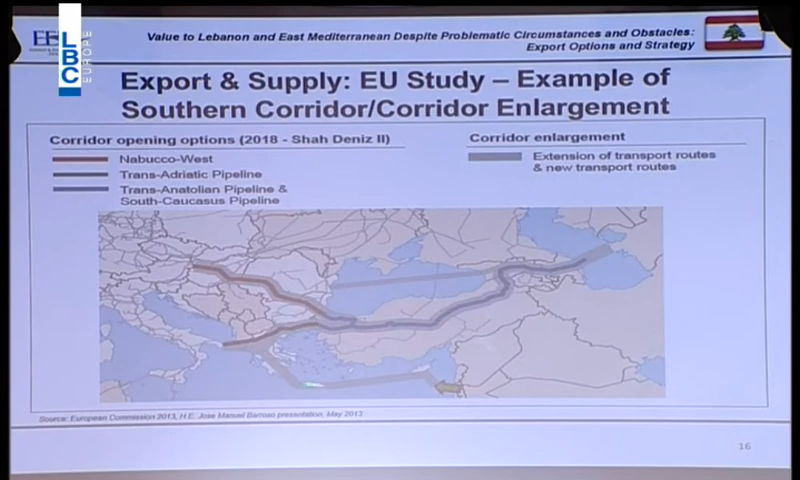 LBC
EUROPE
Value to Lebanon and East Mediterranean Despite Problematic Circumstances and Obstacles:
Export Options and Strategy
Export & Supply: EU Study – Example of
Southern Corridor/Corridor Enlargement
Corridor opening options (2018 - Shah Deniz II)
Nabucco-West
Trans-Adriatic Pipeline
Trans-Anatolian Pipeline &
South-Caucasus Pipeline
Corridor enlargement
Extension of transport routes
& new transport routes
Source: European Commission 2013, H.E. Jose Manuel Barroso presentation, May 2013
16